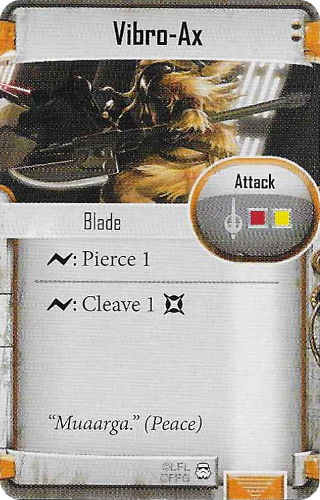 Vibro-Ax
Attack
Blade
: Pierce 1
: Cleave 1
"Muaarga." (Peace)
©LFL
©FFG